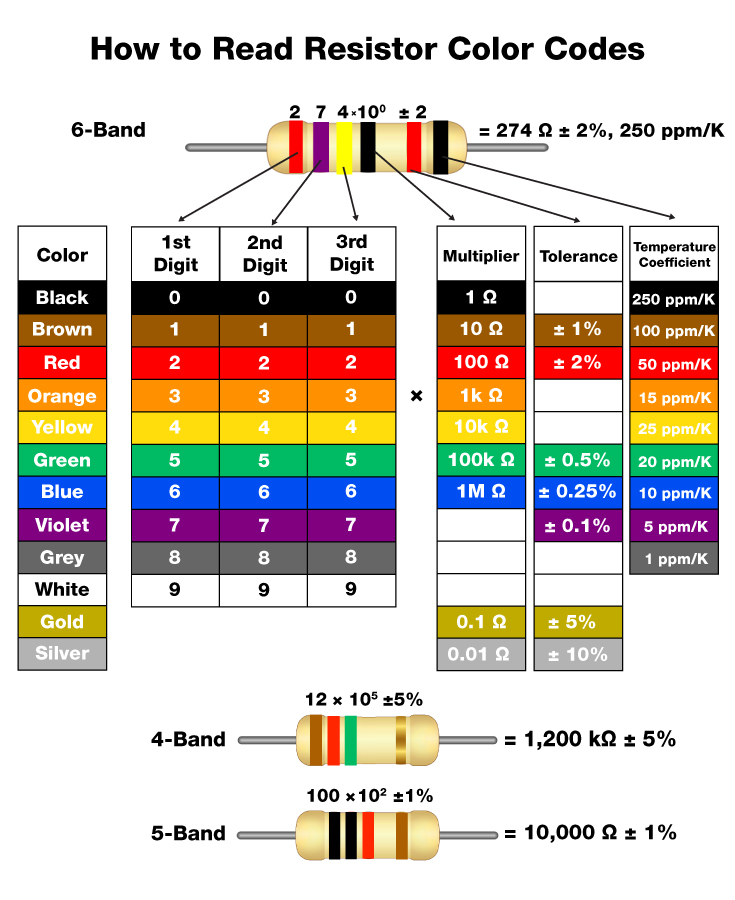 How to Read Resistor Color Codes
2 7 4 ×10⁰ ± 2
6-Band = 274 Ω ± 2%, 250 ppm/K
Color 1st Digit 2nd Digit 3rd Digit Multiplier Tolerance Temperature Coefficient
Black 0 0 0 1 Ω 250 ppm/K
Brown 1 1 1 10 Ω ± 1% 100 ppm/K
Red 2 2 2 100 Ω ± 2% 50 ppm/K
Orange 3 3 3 × 1k Ω 15 ppm/K
Yellow 4 4 4 10k Ω 25 ppm/K
Green 5 5 5 100k Ω ± 0.5% 20 ppm/K
Blue 6 6 6 1M Ω ± 0.25% 10 ppm/K
Violet 7 7 7 ± 0.1% 5 ppm/K
Grey 8 8 8 1 ppm/K
White 9 9 9
Gold 0.1 Ω ± 5%
Silver 0.01 Ω ± 10%
12 × 10⁵ ±5%
4-Band = 1,200 kΩ ± 5%
100 ×10² ±1%
5-Band = 10,000 Ω ± 1%